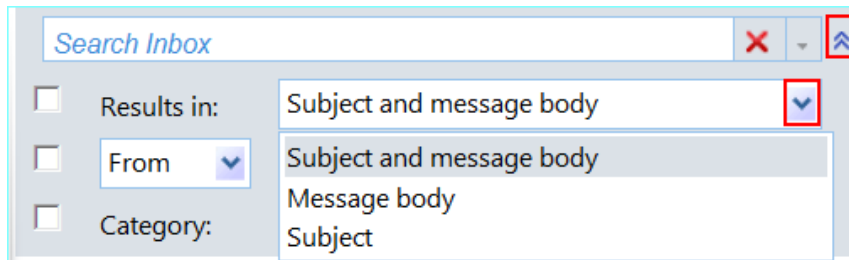 Search Inbox
Results in: Subject and message body
From Subject and message body
Message body
Category:
Subject